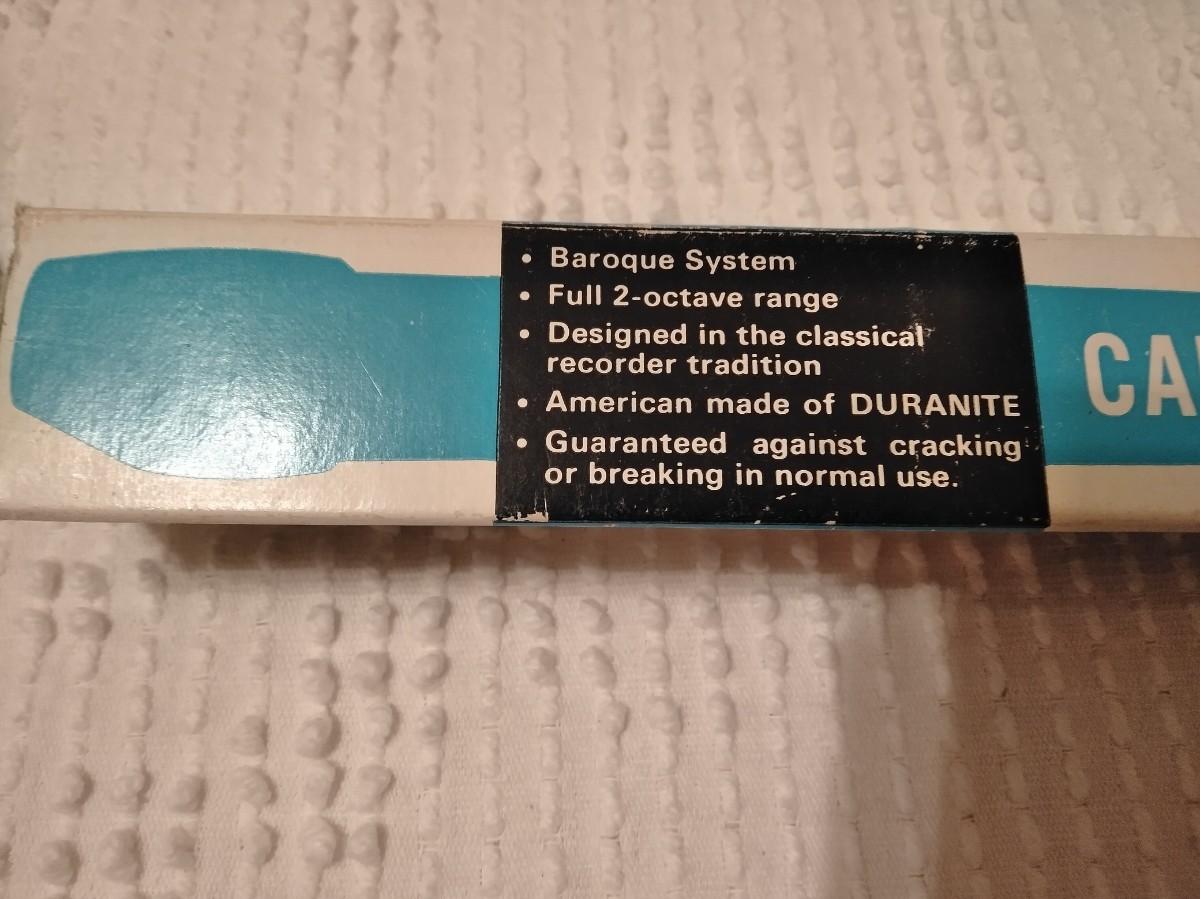 • Baroque System
• Full 2-octave range
• Designed in the classical
recorder tradition
• American made of DURANITE
• Guaranteed against cracking
or breaking in normal use.
CA